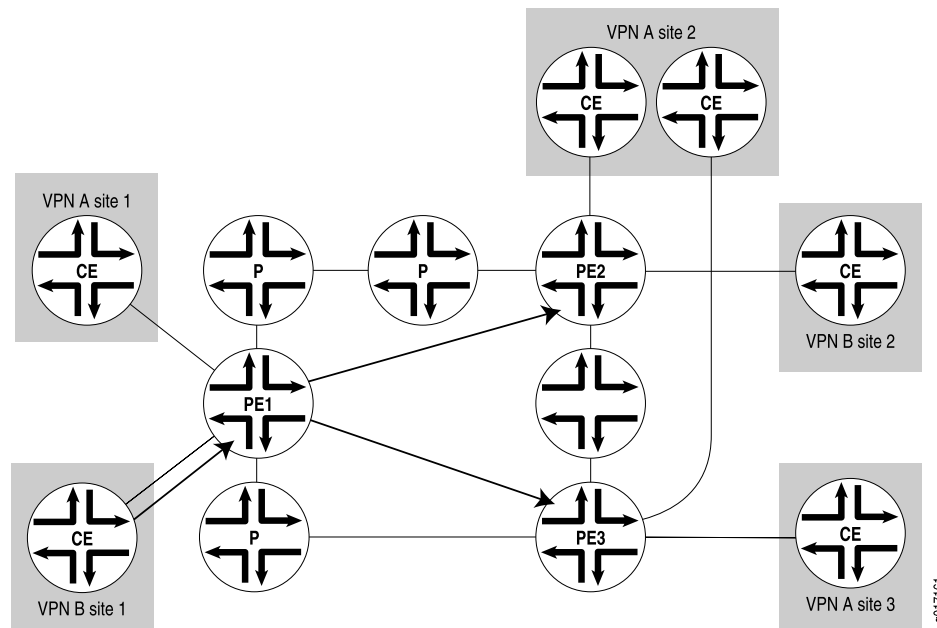 VPN A site 2
CE
CE
VPN A site 1
CE
P
P
PE2
CE
VPN B site 2
PE1
CE
VPN B site 1
P
PE3
CE
VPN A site 3